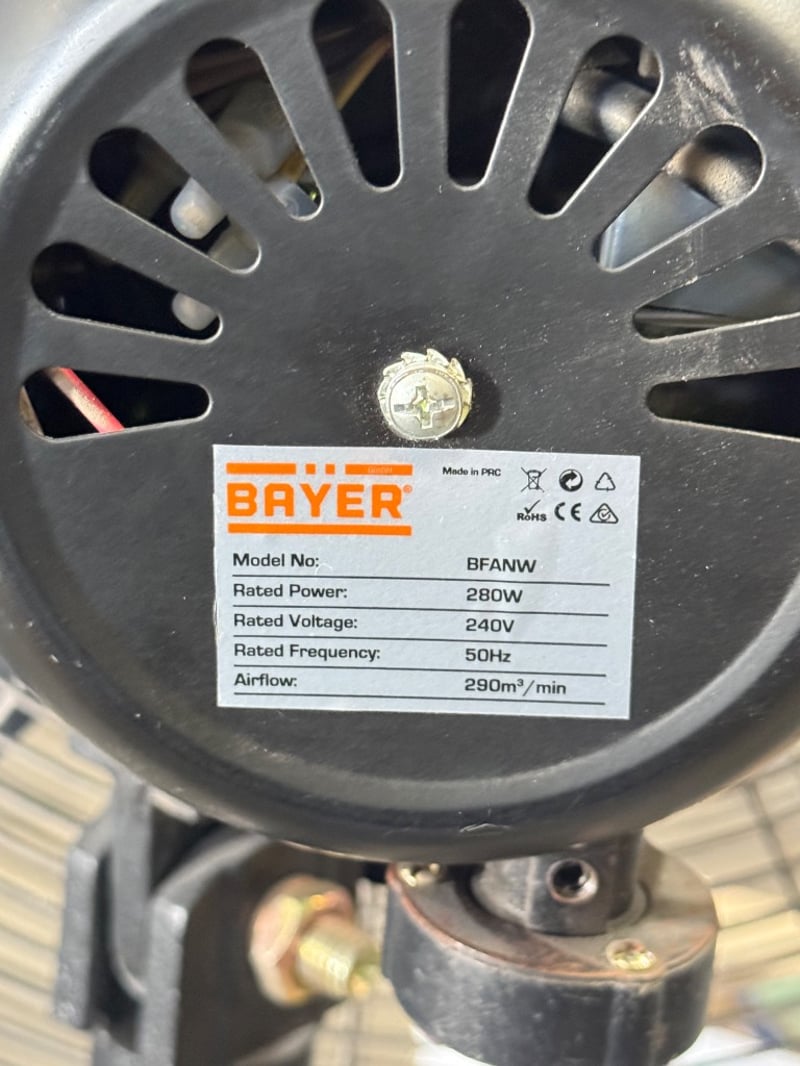 GmbH
BAYER®
Made in PRC
RoHS CE
Model No: BFANW
Rated Power: 280W
Rated Voltage: 240V
Rated Frequency: 50Hz
Airflow: 290m³/min